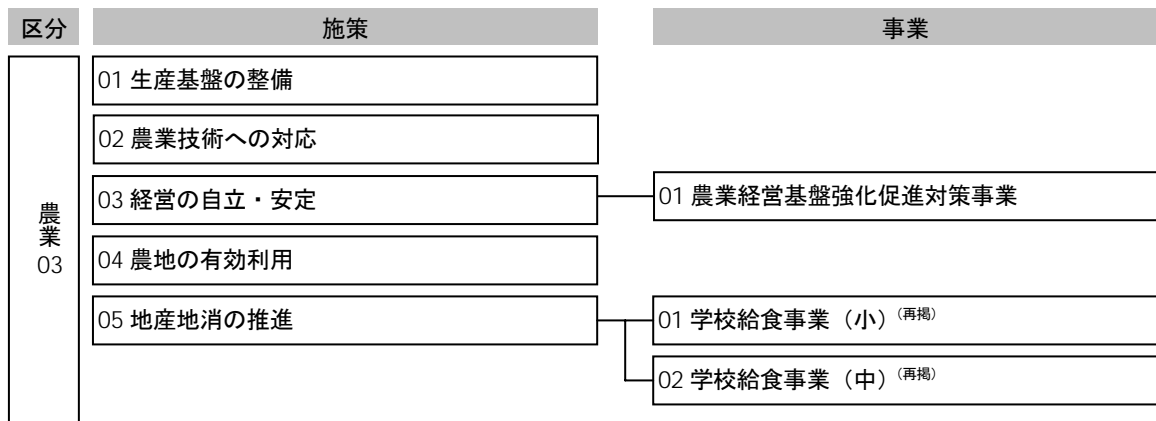 区分 施策 事業
01 生産基盤の整備
02 農業技術への対応
03 経営の自立・安定 01 農業経営基盤強化促進対策事業
農業03
04 農地の有効利用
05 地産地消の推進 01 学校給食事業（小）（再掲）
02 学校給食事業（中）（再掲）